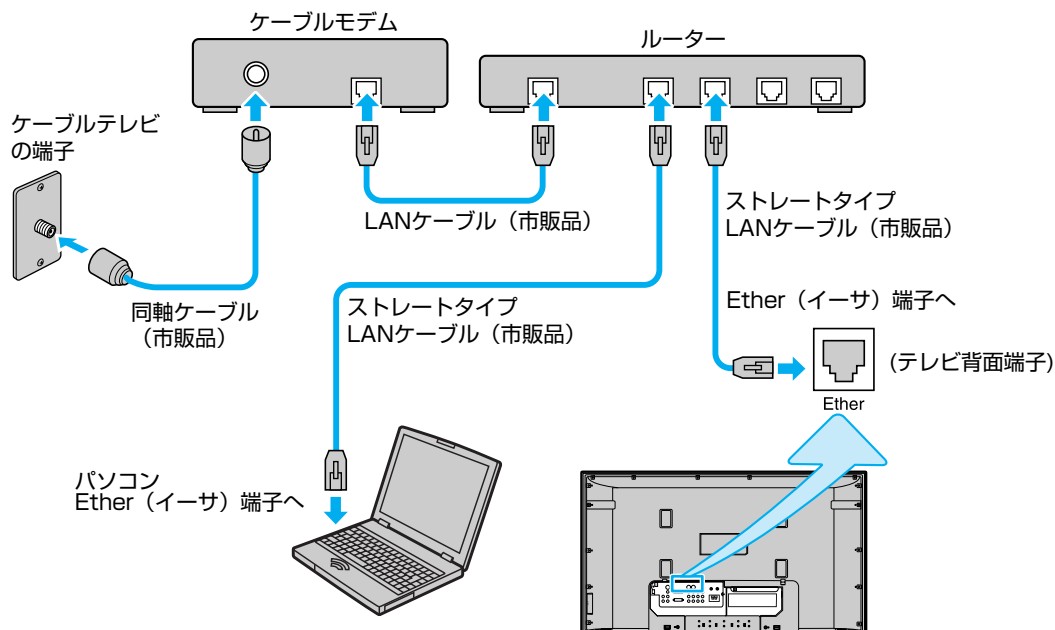 ケーブルモデム
ルーター
ケーブルテレビ
の端子
LANケーブル（市販品）
ストレートタイプ
LANケーブル（市販品）
同軸ケーブル
（市販品）
ストレートタイプ
LANケーブル（市販品）
Ether（イーサ）端子へ
(テレビ背面端子)
Ether
パソコン
Ether（イーサ）端子へ